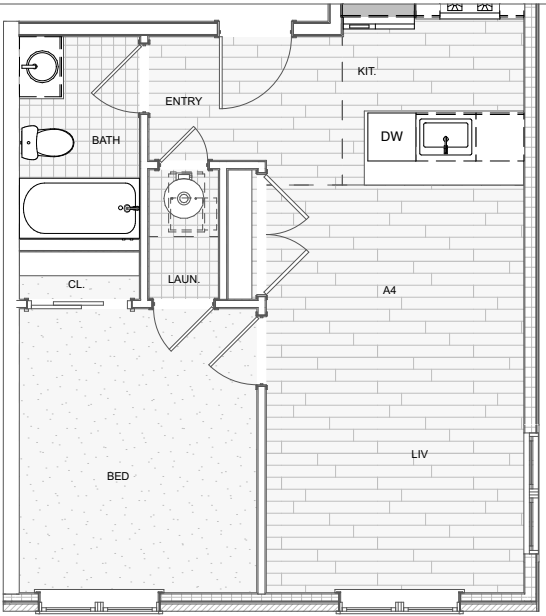 KIT.
ENTRY
DW
BATH
LAUN.
CL.
A4
LIV
BED